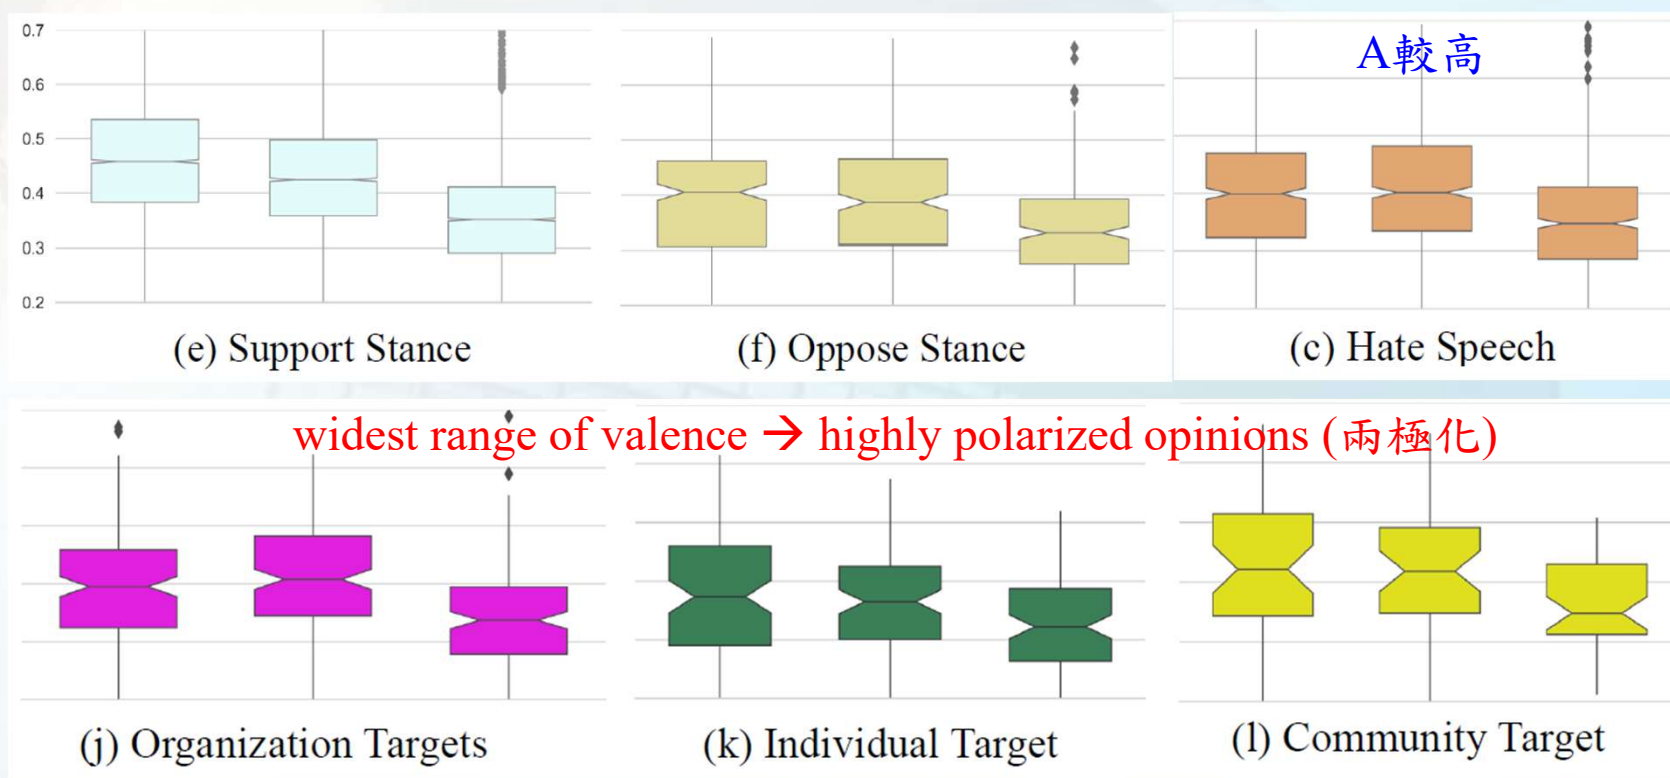 0.7
0.6
0.5
0.4
0.3
0.2
A較高
(e) Support Stance
(f) Oppose Stance
(c) Hate Speech
widest range of valence → highly polarized opinions (兩極化)
(j) Organization Targets
(k) Individual Target
(l) Community Target